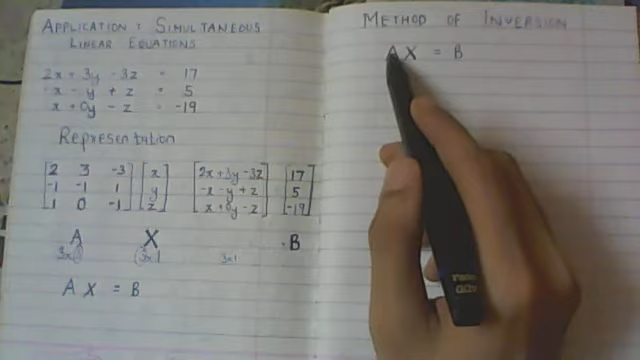 APPLICATION : SIMULTANEOUS
LINEAR EQUATIONS
2x + 3y - 3z = 17
-x - y + z = 5
x + 0y - z = -19
Representation
[2 3 -3] [x] [2x+3y-3z] [17]
[-1 -1 1] [y] [-x-y+z] [5]
[1 0 -1] [z] [x+0y-z] [-19]
A X B
3x3 3x1 3x1
A X = B
METHOD OF INVERSION
A X = B